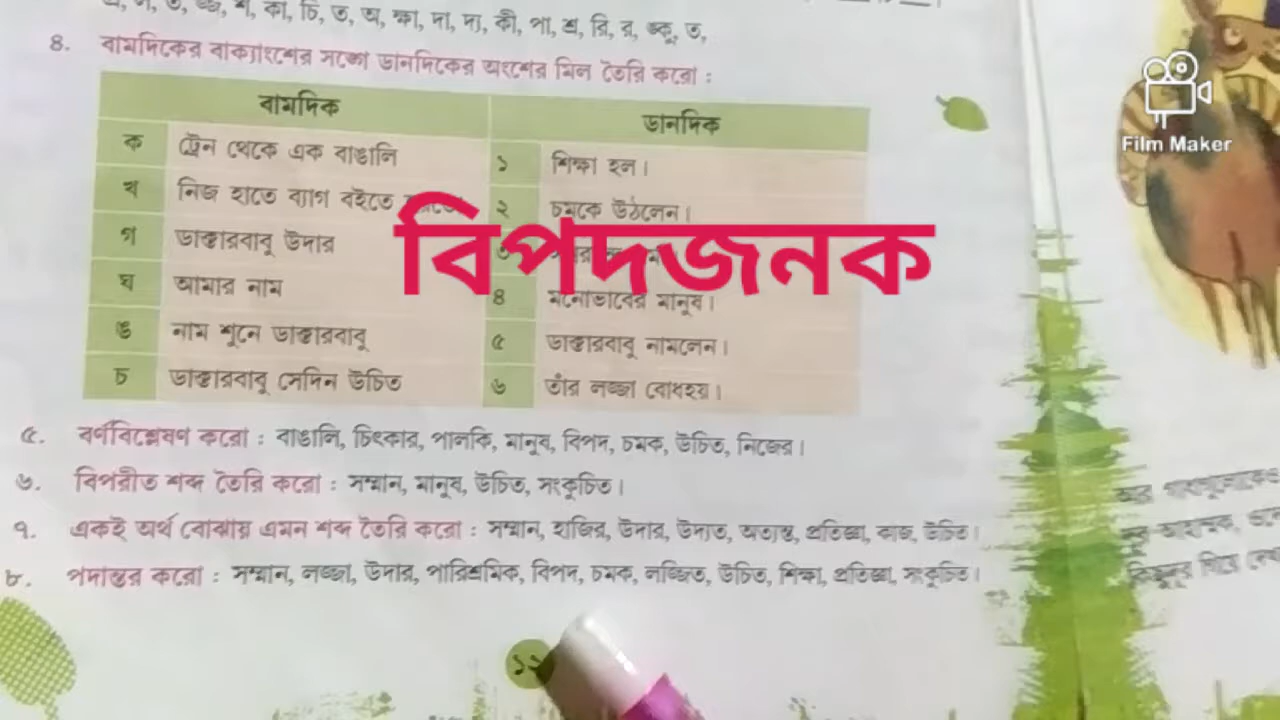 কা, চি, ত, অ, ক্ষা, দা, দ্য, কী, পা, শ্র, রি, র, ঙ্কু, ত,
৪. বামদিকের বাক্যাংশের সঙ্গে ডানদিকের অংশের মিল তৈরি করো :
বামদিক ডানদিক
ক ট্রেন থেকে এক বাঙালি ১ শিক্ষা হল।
খ নিজ হাতে ব্যাগ বইতে ২ চমকে উঠলেন।
বিপদজনক
গ ডাক্তারবাবু উদার
ঘ আমার নাম ৪ মনোভাবের মানুষ।
ঙ নাম শুনে ডাক্তারবাবু ৫ ডাক্তারবাবু নামলেন।
চ ডাক্তারবাবু সেদিন উচিত ৬ তাঁর লজ্জা বোধহয়।
৫. বর্ণবিশ্লেষণ করো : বাঙালি, চিৎকার, পালকি, মানুষ, বিপদ, চমক, উচিত, নিজের।
৬. বিপরীত শব্দ তৈরি করো : সম্মান, মানুষ, উচিত, সংকুচিত।
৭. একই অর্থ বোঝায় এমন শব্দ তৈরি করো : সম্মান, হাজির, উদার, উদ্যত, অত্যন্ত, প্রতিজ্ঞা, কাজ, উচিত।
৮. পদান্তর করো : সম্মান, লজ্জা, উদার, পারিশ্রমিক, বিপদ, চমক, লজ্জিত, উচিত, শিক্ষা, প্রতিজ্ঞা, সংকুচিত।
Film Maker